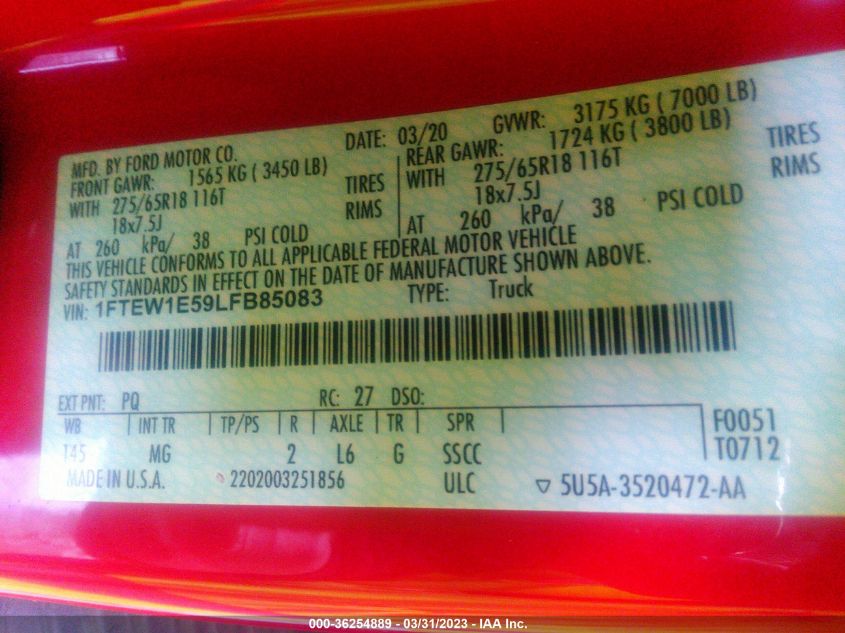 MFD. BY FORD MOTOR CO. DATE: 03/20 GVWR: 3175 KG ( 7000 LB)
FRONT GAWR: 1565 KG ( 3450 LB) REAR GAWR: 1724 KG ( 3800 LB)
WITH 275/65R18 116T TIRES WITH 275/65R18 116T TIRES
18x7.5J RIMS 18x7.5J RIMS
AT 260 kPa/ 38 PSI COLD AT 260 kPa/ 38 PSI COLD
THIS VEHICLE CONFORMS TO ALL APPLICABLE FEDERAL MOTOR VEHICLE
SAFETY STANDARDS IN EFFECT ON THE DATE OF MANUFACTURE SHOWN ABOVE.
VIN: 1FTEW1E59LFB85083 TYPE: Truck
EXT PNT: PQ RC: 27 DSO:
WB INT TR TP/PS R AXLE TR SPR F0051
145 MG 2 L6 G SSCC T0712
MADE IN U.S.A. 2202003251856 ULC 5U5A-3520472-AA
000-36254889 - 03/31/2023 - IAA Inc.